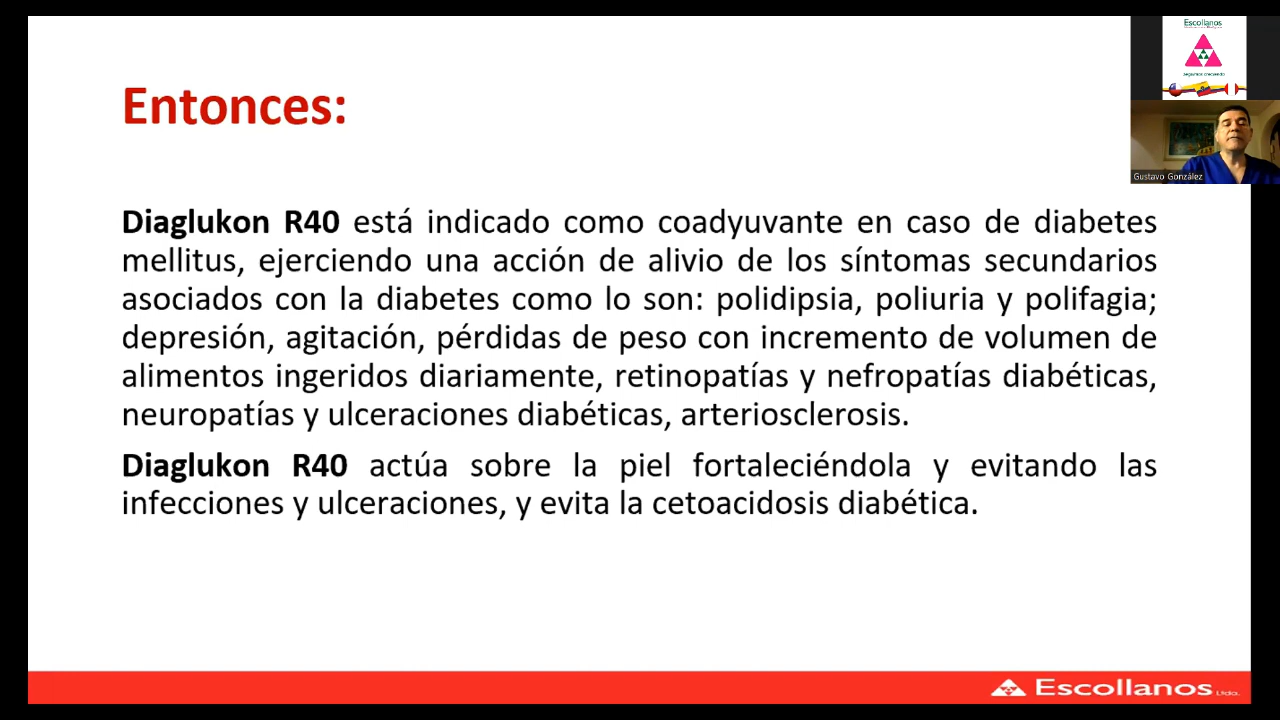 Entonces:
Diaglukon R40 está indicado como coadyuvante en caso de diabetes
mellitus, ejerciendo una acción de alivio de los síntomas secundarios
asociados con la diabetes como lo son: polidipsia, poliuria y polifagia;
depresión, agitación, pérdidas de peso con incremento de volumen de
alimentos ingeridos diariamente, retinopatías y nefropatías diabéticas,
neuropatías y ulceraciones diabéticas, arteriosclerosis.
Diaglukon R40 actúa sobre la piel fortaleciéndola y evitando las
infecciones y ulceraciones, y evita la cetoacidosis diabética.
Escollanos
Gustavo González
Escollanos Ltda.